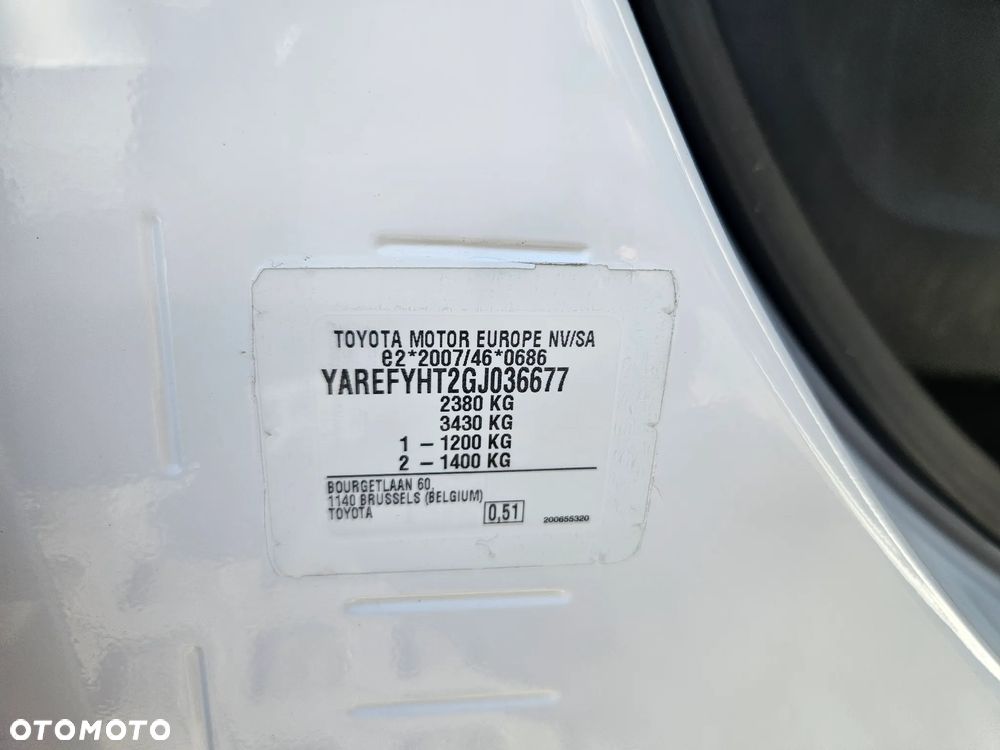 TOYOTA MOTOR EUROPE NV/SA
e2*2007/46*0686
YAREFYHT2GJ036677
2380 KG
3430 KG
1 - 1200 KG
2 - 1400 KG
BOURGETLAAN 60,
1140 BRUSSELS (BELGIUM)
TOYOTA
0,51
200655320
OTOMOTO